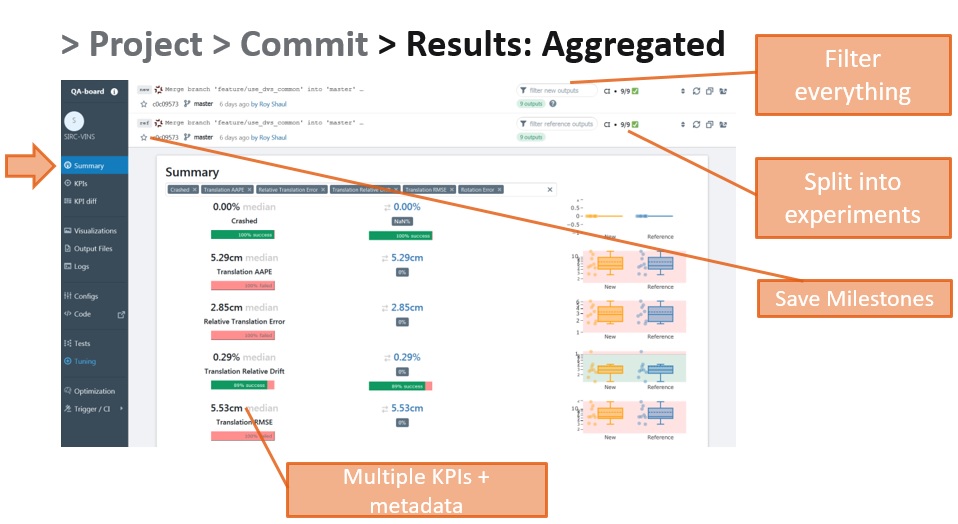 > Project > Commit > Results: Aggregated
Filter
everything
Split into
experiments
Save Milestones
Multiple KPIs +
metadata
QA-board
S
SIRC-VINS
Summary
KPIs
KPI diff
Visualizations
Output Files
Logs
Configs
Code
Tests
Tuning
Optimization
Trigger / CI
new Merge branch 'feature/use_dvs_common' into 'master' …
c0c09573 master 6 days ago by Roy Shaul
filter new outputs CI • 9/9
9 outputs
ref Merge branch 'feature/use_dvs_common' into 'master' …
c0c09573 master 6 days ago by Roy Shaul
filter reference outputs CI • 9/9
9 outputs
Summary
Crashed Translation AAPE Relative Translation Error Translation Relative Drift Translation RMSE Rotation Error
0.00% median 0.00%
Crashed NaN%
100% success 100% success
0.5
0.0
−0.5
New Reference
5.29cm median 5.29cm
Translation AAPE 0%
100% failed
New Reference
2.85cm median 2.85cm
Relative Translation Error 0%
100% failed
New Reference
0.29% median 0.29%
Translation Relative Drift 0%
89% success 89% success
New Reference
5.53cm median 5.53cm
Translation RMSE 0%
100% failed
New Reference